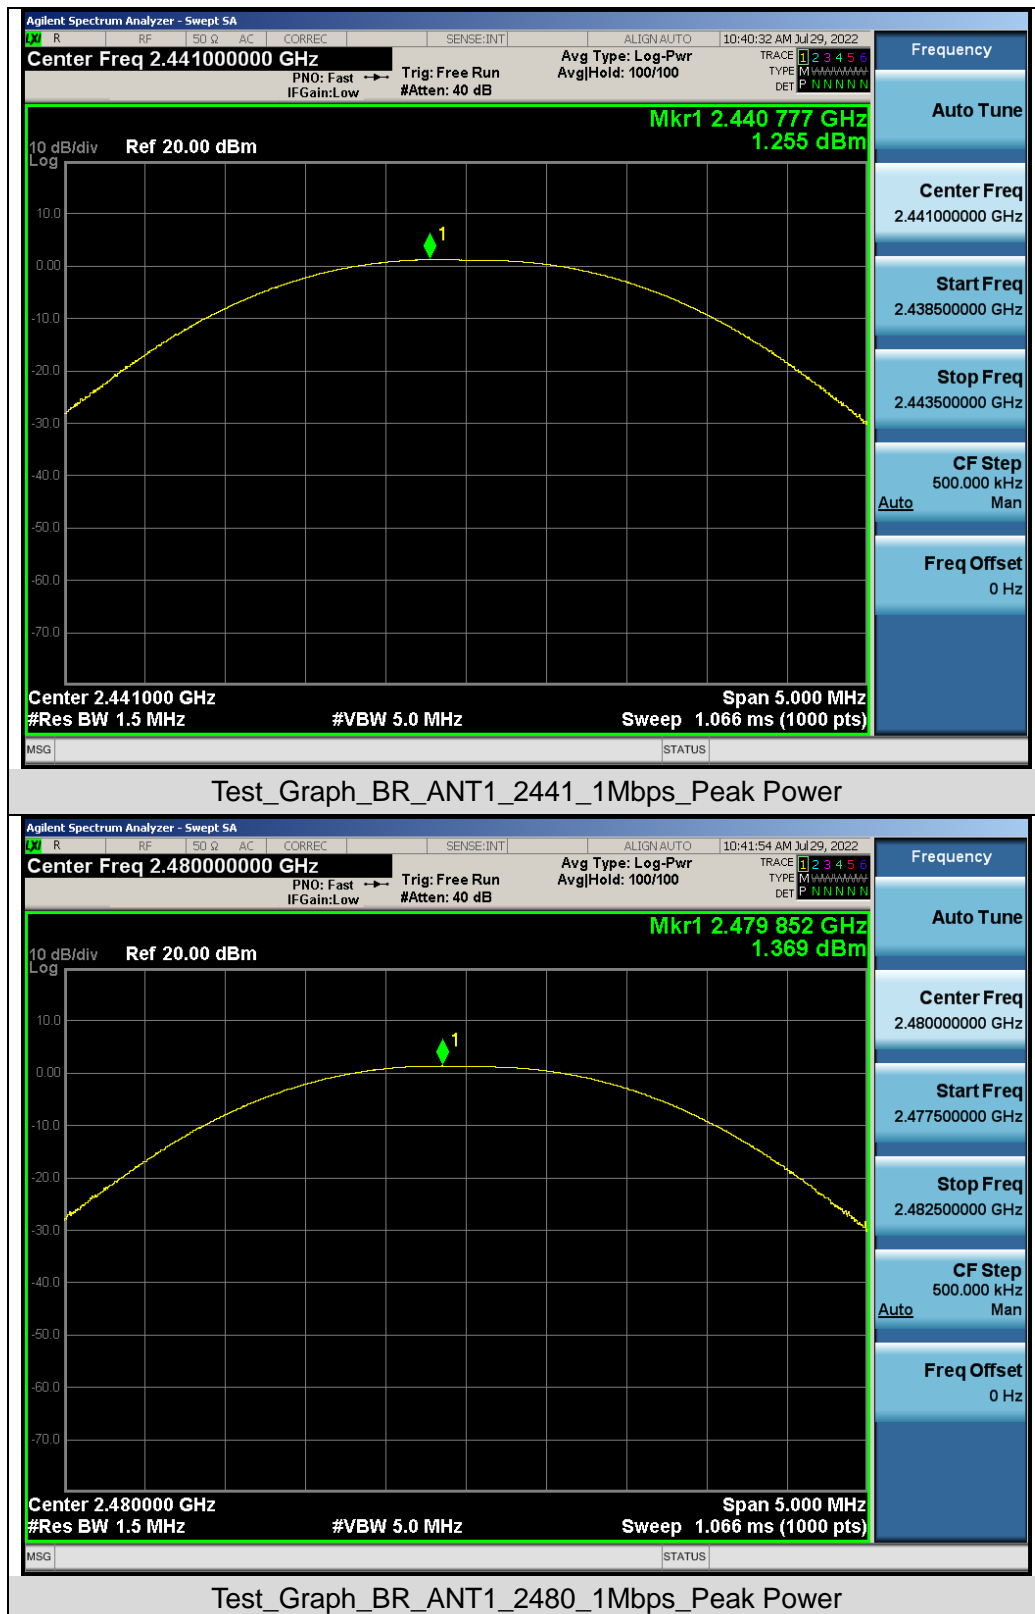 Agilent Spectrum Analyzer - Swept SA
LXI R RF 50 Ω AC CORREC SENSE:INT ALIGN AUTO 10:40:32 AM Jul 29, 2022
Center Freq 2.441000000 GHz
PNO: Fast
IFGain:Low
Trig: Free Run
#Atten: 40 dB
Avg Type: Log-Pwr
Avg|Hold: 100/100
TRACE 1 2 3 4 5 6
TYPE M
DET P N N N N N
Mkr1 2.440 777 GHz
1.255 dBm
10 dB/div Ref 20.00 dBm
Log
10.0
0.00
-10.0
-20.0
-30.0
-40.0
-50.0
-60.0
-70.0
1
Center 2.441000 GHz Span 5.000 MHz
#Res BW 1.5 MHz #VBW 5.0 MHz Sweep 1.066 ms (1000 pts)
MSG STATUS
Frequency
Auto Tune
Center Freq
2.441000000 GHz
Start Freq
2.438500000 GHz
Stop Freq
2.443500000 GHz
CF Step
500.000 kHz
Auto Man
Freq Offset
0 Hz
Test_Graph_BR_ANT1_2441_1Mbps_Peak Power
Agilent Spectrum Analyzer - Swept SA
LXI R RF 50 Ω AC CORREC SENSE:INT ALIGN AUTO 10:41:54 AM Jul 29, 2022
Center Freq 2.480000000 GHz
PNO: Fast
IFGain:Low
Trig: Free Run
#Atten: 40 dB
Avg Type: Log-Pwr
Avg|Hold: 100/100
TRACE 1 2 3 4 5 6
TYPE M
DET P N N N N N
Mkr1 2.479 852 GHz
1.369 dBm
10 dB/div Ref 20.00 dBm
Log
10.0
0.00
-10.0
-20.0
-30.0
-40.0
-50.0
-60.0
-70.0
1
Center 2.480000 GHz Span 5.000 MHz
#Res BW 1.5 MHz #VBW 5.0 MHz Sweep 1.066 ms (1000 pts)
MSG STATUS
Frequency
Auto Tune
Center Freq
2.480000000 GHz
Start Freq
2.477500000 GHz
Stop Freq
2.482500000 GHz
CF Step
500.000 kHz
Auto Man
Freq Offset
0 Hz
Test_Graph_BR_ANT1_2480_1Mbps_Peak Power